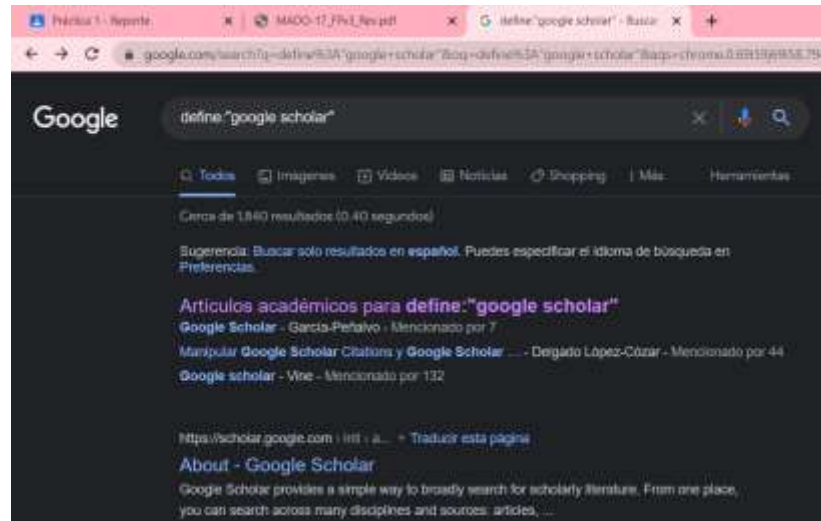 Práctica 1 - Reporte
MADO-17_FPv3_Rev.pdf
define:"google scholar" - Buscar
google.com/search?q=define%3A"google+scholar"&oq=define%3A"google+scholar"&aqs=chrome.0.
Google
define:"google scholar"
Todos
Imágenes
Videos
Noticias
Shopping
Más
Herramientas
Cerca de 1,840 resultados (0.40 segundos)
Sugerencia: Buscar solo resultados en español. Puedes especificar el idioma de búsqueda en
Preferencias.
Artículos académicos para define:"google scholar"
Google Scholar - García-Peñalvo - Mencionado por 7
Manipular Google Scholar Citations y Google Scholar ... - Delgado López-Cózar - Mencionado por 44
Google scholar - Vine - Mencionado por 132
https://scholar.google.com › intl › a... Traducir esta página
About - Google Scholar
Google Scholar provides a simple way to broadly search for scholarly literature. From one place,
you can search across many disciplines and sources: articles, ...